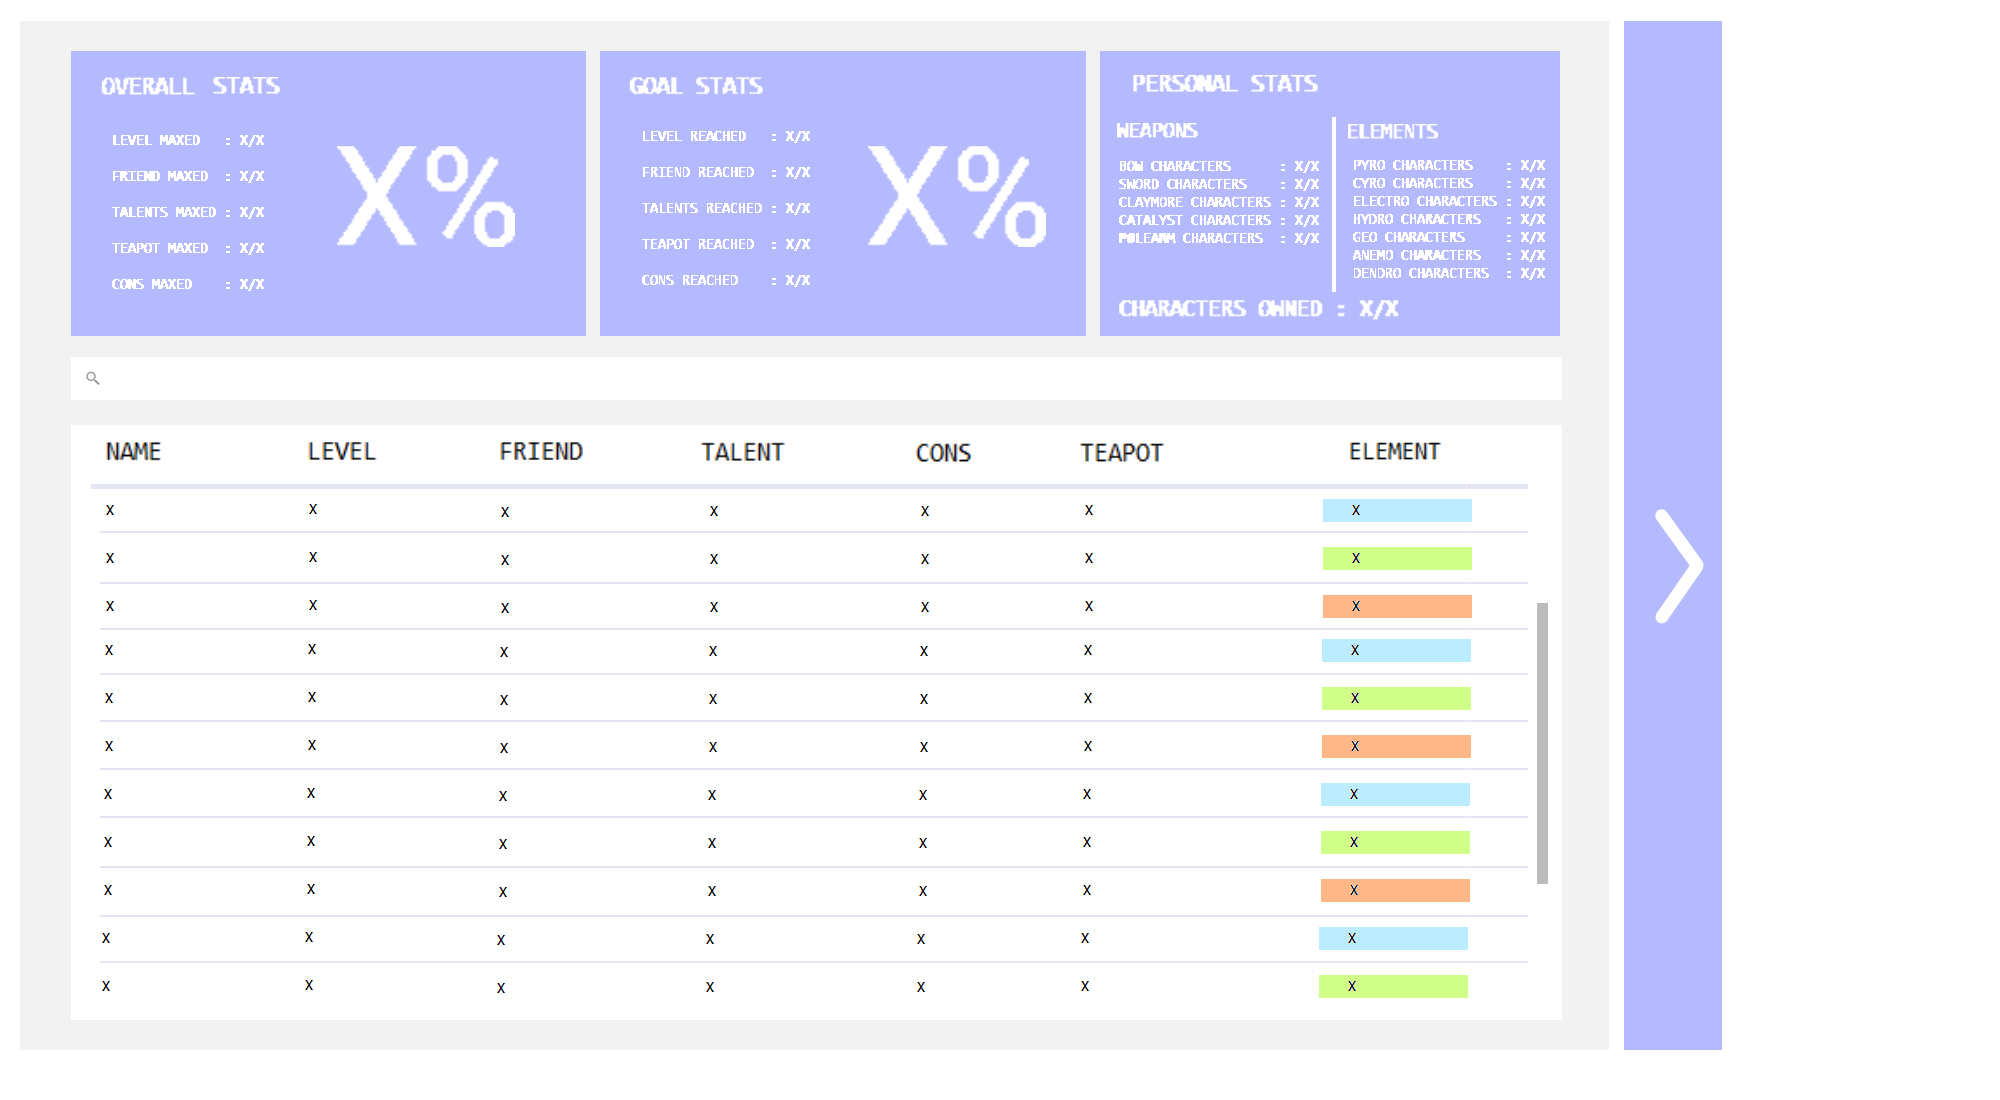 OVERALL STATS
LEVEL MAXED : X/X
FRIEND MAXED : X/X
TALENTS MAXED : X/X
TEAPOT MAXED : X/X
CONS MAXED : X/X
X%
GOAL STATS
LEVEL REACHED : X/X
FRIEND REACHED : X/X
TALENTS REACHED : X/X
TEAPOT REACHED : X/X
CONS REACHED : X/X
X%
PERSONAL STATS
WEAPONS
BOW CHARACTERS : X/X
SWORD CHARACTERS : X/X
CLAYMORE CHARACTERS : X/X
CATALYST CHARACTERS : X/X
POLEARM CHARACTERS : X/X
ELEMENTS
PYRO CHARACTERS : X/X
CYRO CHARACTERS : X/X
ELECTRO CHARACTERS : X/X
HYDRO CHARACTERS : X/X
GEO CHARACTERS : X/X
ANEMO CHARACTERS : X/X
DENDRO CHARACTERS : X/X
CHARACTERS OWNED : X/X
NAME LEVEL FRIEND TALENT CONS TEAPOT ELEMENT
X X X X X X X
X X X X X X X
X X X X X X X
X X X X X X X
X X X X X X X
X X X X X X X
X X X X X X X
X X X X X X X
X X X X X X X
X X X X X X X
X X X X X X X